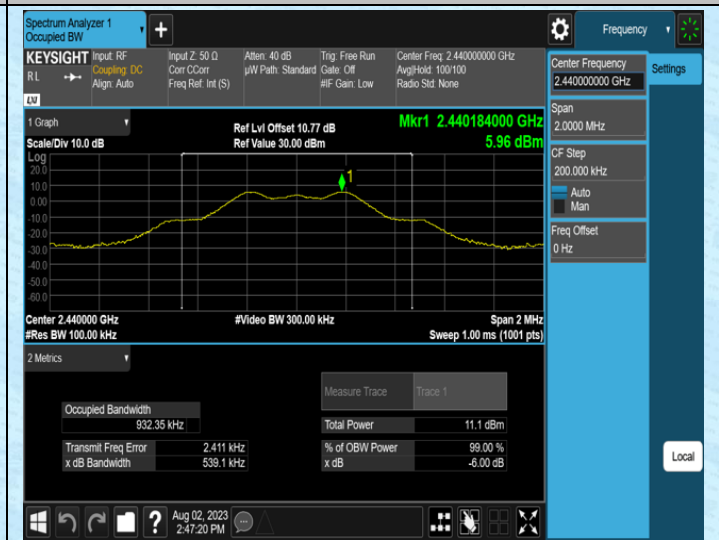 Spectrum Analyzer 1
Occupied BW
+
Frequency
KEYSIGHT
RL
LXI
Input: RF
Coupling: DC
Align: Auto
Input Z: 50 Ω
Corr CCorr
Freq Ref: Int (S)
Atten: 40 dB
µW Path: Standard
Trig: Free Run
Gate: Off
#IF Gain: Low
Center Freq: 2.440000000 GHz
Avg|Hold: 100/100
Radio Std: None
Center Frequency
2.440000000 GHz
Settings
Span
2.0000 MHz
CF Step
200.000 kHz
Auto
Man
Freq Offset
0 Hz
Local
1 Graph
Scale/Div 10.0 dB
Ref Lvl Offset 10.77 dB
Ref Value 30.00 dBm
Mkr1 2.440184000 GHz
5.96 dBm
Log
20.0
10.0
0.00
-10.0
-20.0
-30.0
-40.0
-50.0
-60.0
1
Center 2.440000 GHz
#Res BW 100.00 kHz
#Video BW 300.00 kHz
Span 2 MHz
Sweep 1.00 ms (1001 pts)
2 Metrics
Measure Trace Trace 1
Occupied Bandwidth
932.35 kHz
Total Power 11.1 dBm
Transmit Freq Error 2.411 kHz
% of OBW Power 99.00 %
x dB Bandwidth 539.1 kHz
x dB -6.00 dB
?
Aug 02, 2023
2:47:20 PM